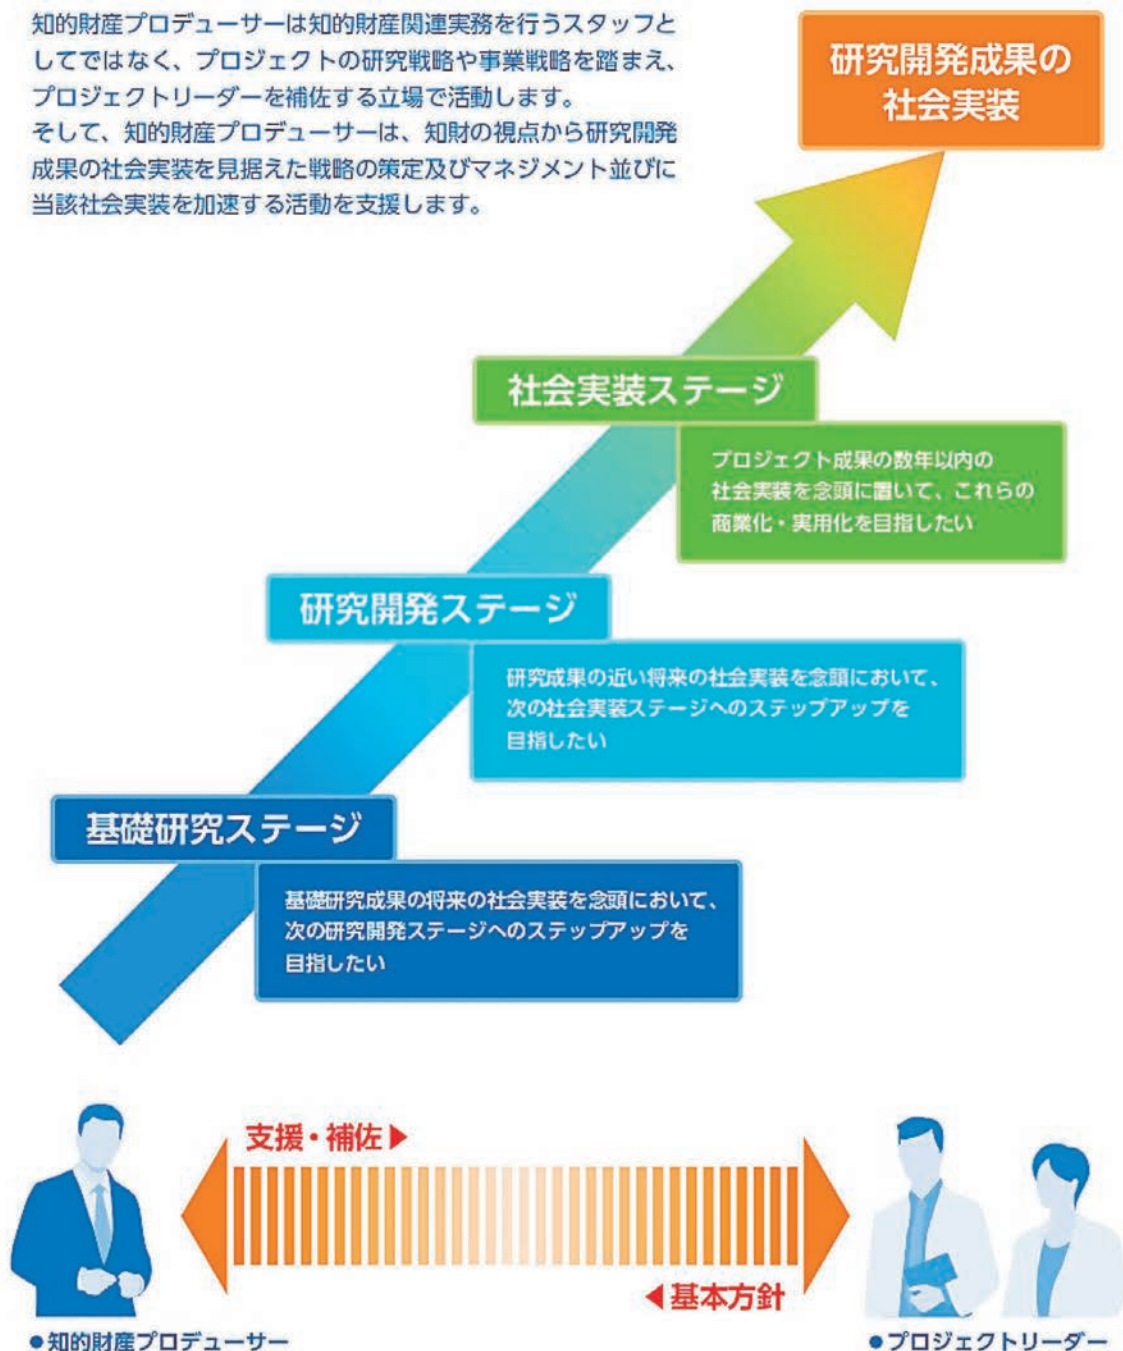 知的財産プロデューサーは知的財産関連実務を行うスタッフと
してではなく、プロジェクトの研究戦略や事業戦略を踏まえ、
プロジェクトリーダーを補佐する立場で活動します。
そして、知的財産プロデューサーは、知財の視点から研究開発
成果の社会実装を見据えた戦略の策定及びマネジメント並びに
当該社会実装を加速する活動を支援します。
研究開発成果の
社会実装
社会実装ステージ
プロジェクト成果の数年以内の
社会実装を念頭に置いて、これらの
商業化・実用化を目指したい
研究開発ステージ
研究成果の近い将来の社会実装を念頭において、
次の社会実装ステージへのステップアップを
目指したい
基礎研究ステージ
基礎研究成果の将来の社会実装を念頭において、
次の研究開発ステージへのステップアップを
目指したい
支援・補佐▶
◀基本方針
●知的財産プロデューサー
●プロジェクトリーダー